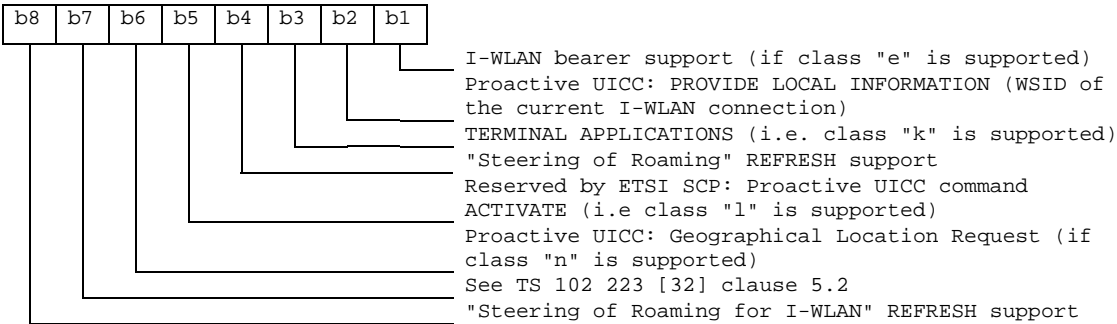 b8 b7 b6 b5 b4 b3 b2 b1
I-WLAN bearer support (if class "e" is supported)
Proactive UICC: PROVIDE LOCAL INFORMATION (WSID of
the current I-WLAN connection)
TERMINAL APPLICATIONS (i.e. class "k" is supported)
"Steering of Roaming" REFRESH support
Reserved by ETSI SCP: Proactive UICC command
ACTIVATE (i.e class "l" is supported)
Proactive UICC: Geographical Location Request (if
class "n" is supported)
See TS 102 223 [32] clause 5.2
"Steering of Roaming for I-WLAN" REFRESH support